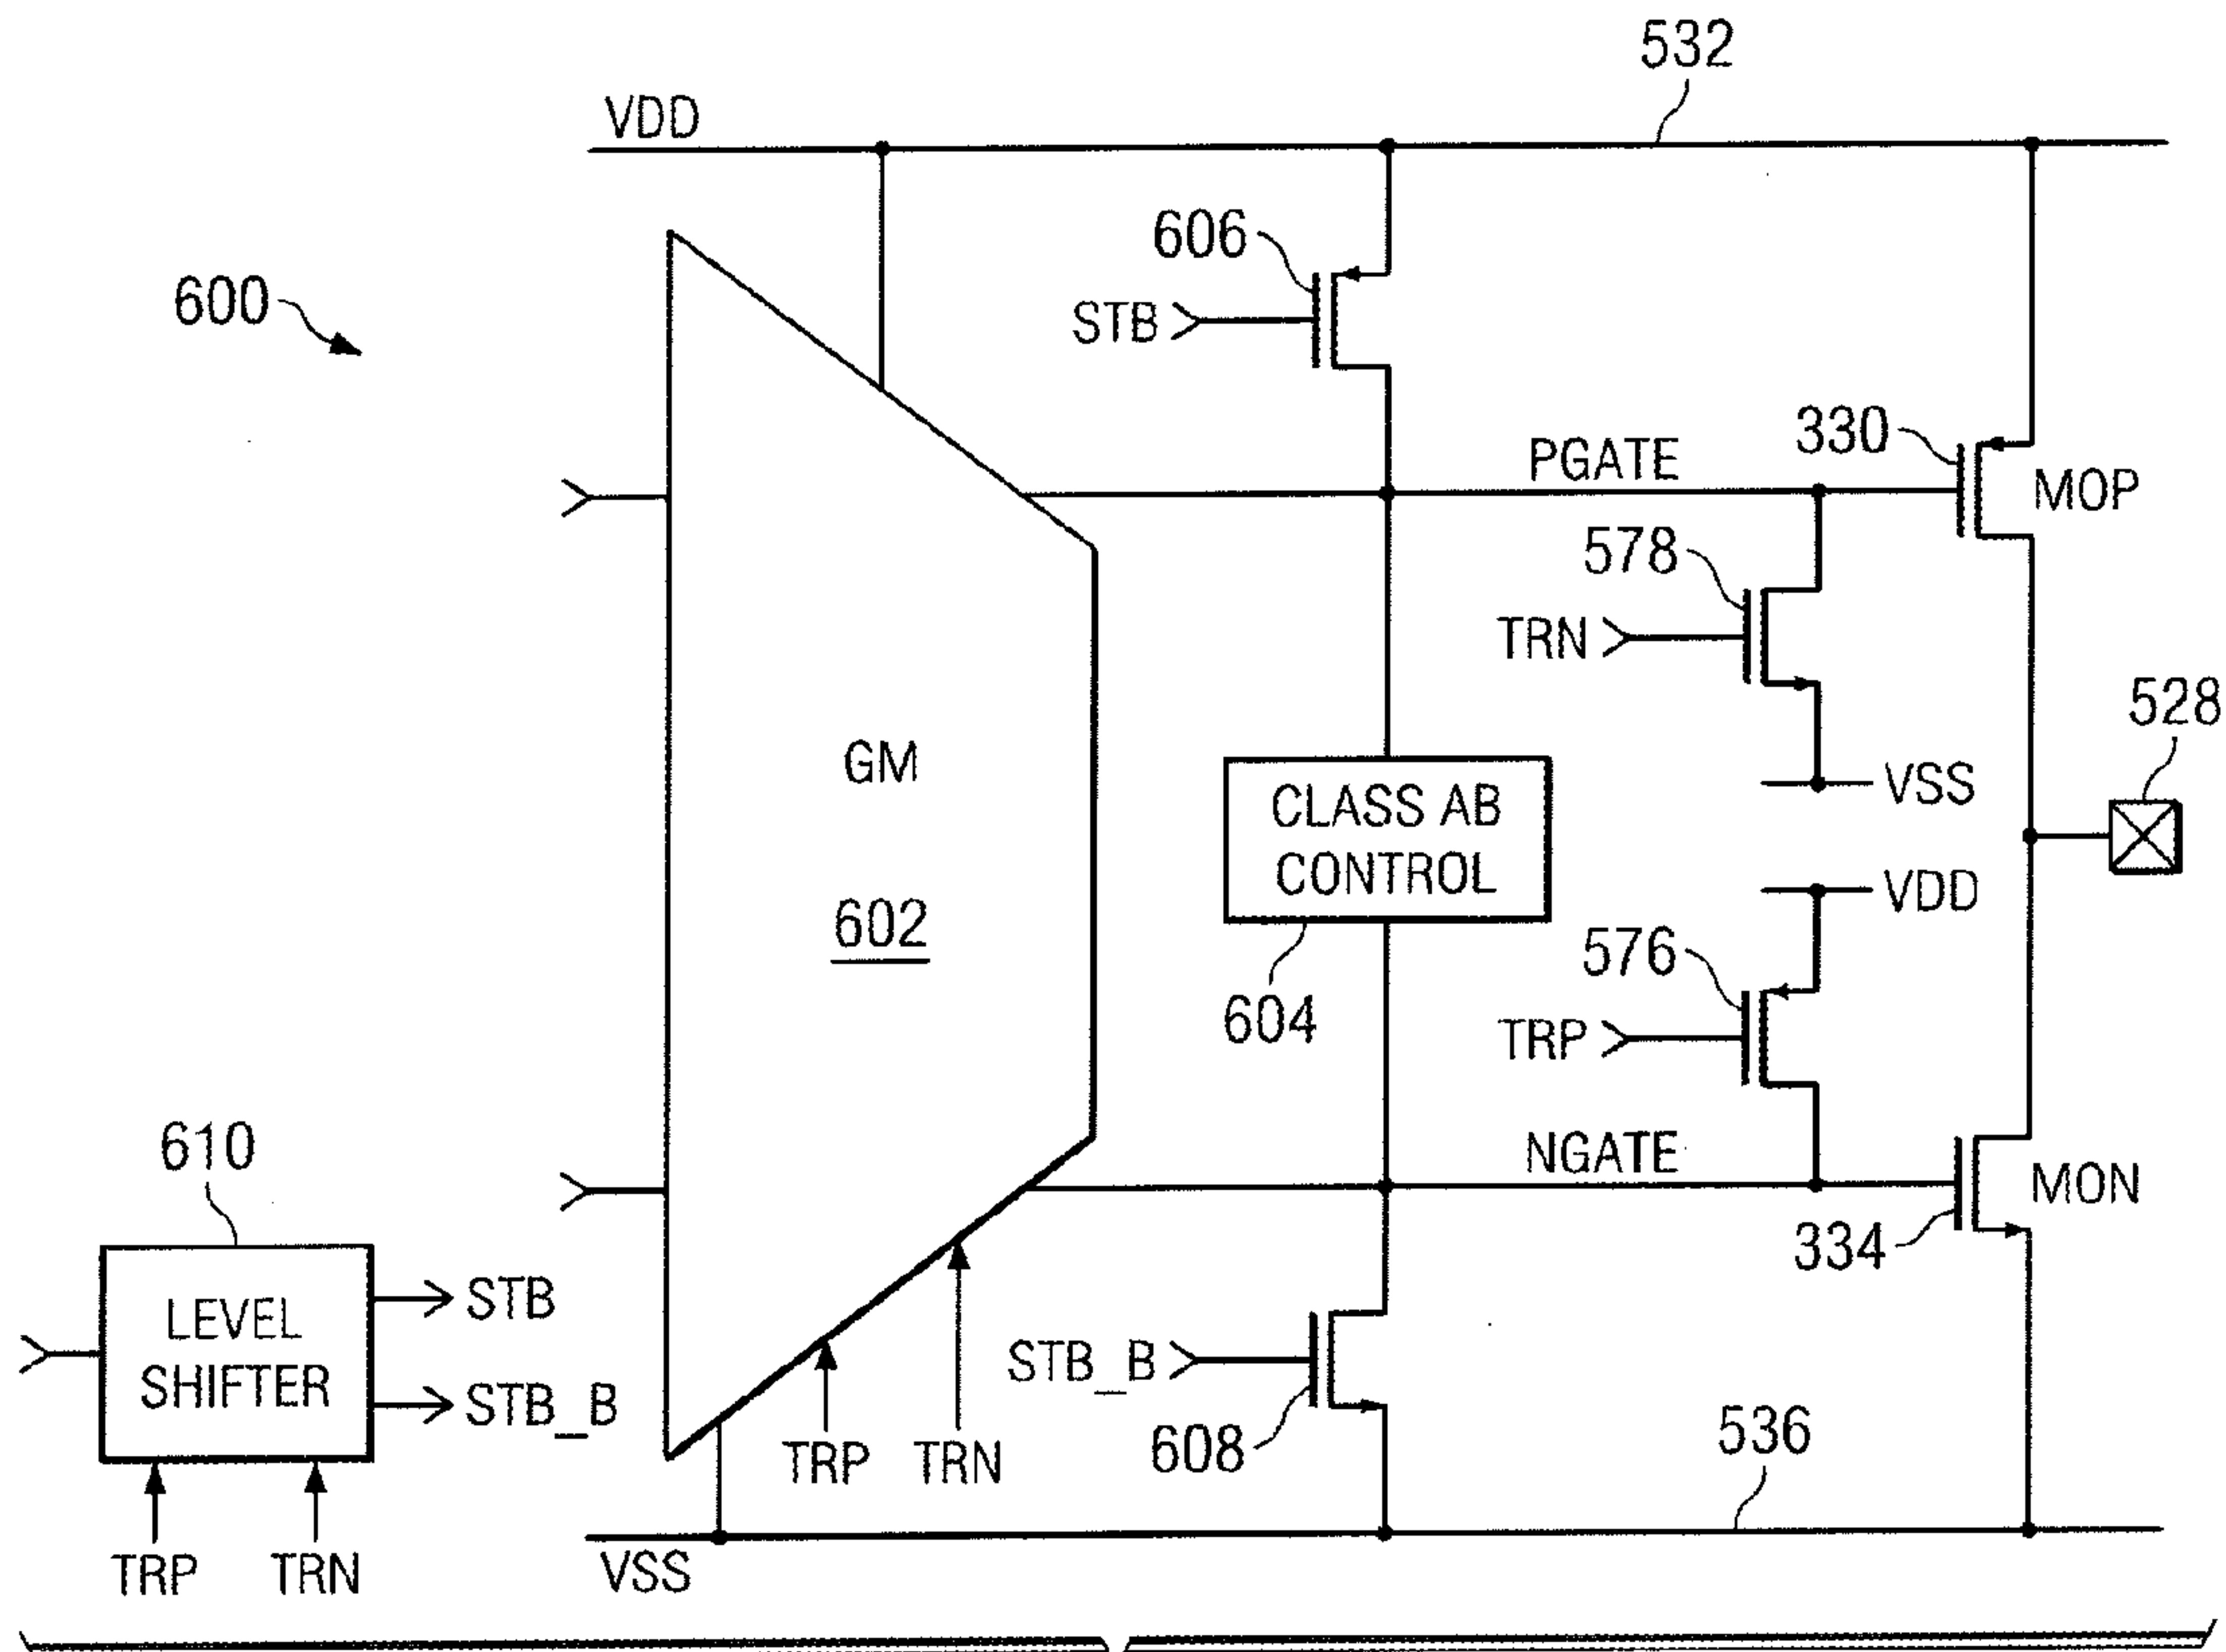 532
VDD
606
600
STB
330
PGATE
MOP
578
TRN
528
GM
VSS
CLASS AB
CONTROL
VDD
602
576
604
TRP
610
NGATE
MON
334
STB
LEVEL
SHIFTER
STB_B
STB_B
608
536
TRP
TRN
TRP
TRN
VSS